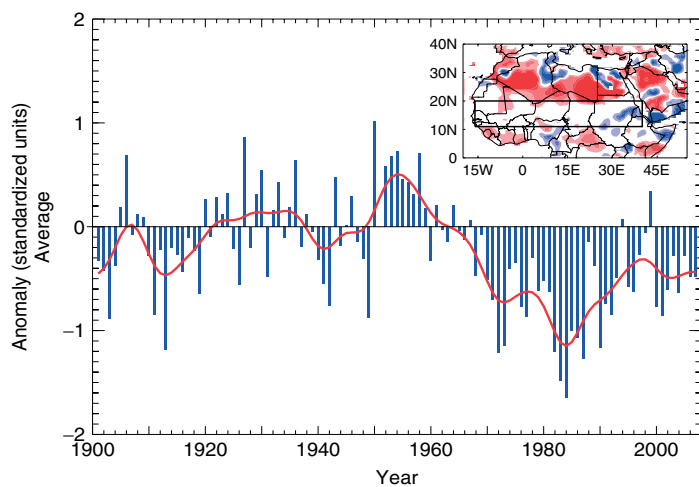 2
1
0
−1
−2
Anomaly (standardized units)
Average
1900 1920 1940 1960 1980 2000
Year
40N
30N
20N
10N
0
15W 0 15E 30E 45E